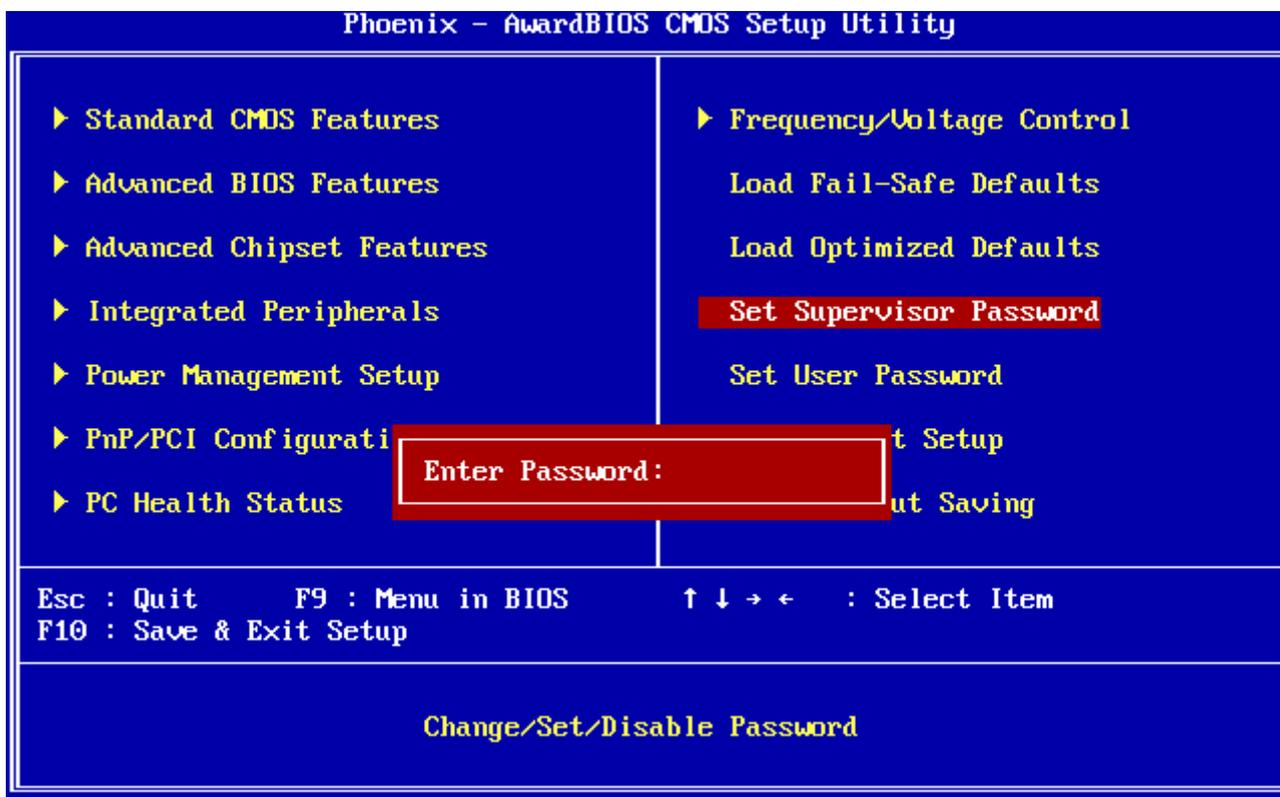 Phoenix - AwardBIOS CMOS Setup Utility
Standard CMOS Features
Advanced BIOS Features
Advanced Chipset Features
Integrated Peripherals
Power Management Setup
PnP/PCI Configurati
PC Health Status
Frequency/Voltage Control
Load Fail-Safe Defaults
Load Optimized Defaults
Set Supervisor Password
Set User Password
t Setup
ut Saving
Enter Password:
Esc : Quit F9 : Menu in BIOS ↑ ↓ → ← : Select Item
F10 : Save & Exit Setup
Change/Set/Disable Password